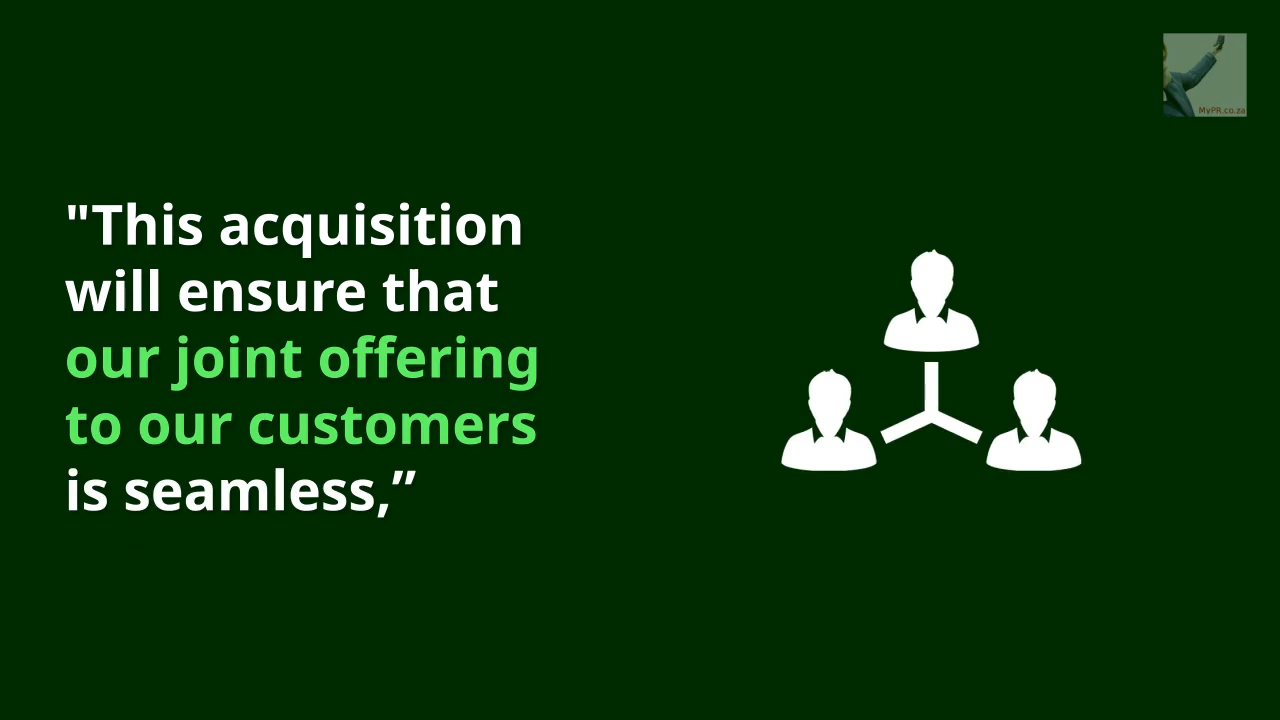 MyPR.co.za
"This acquisition
will ensure that
our joint offering
to our customers
is seamless,”